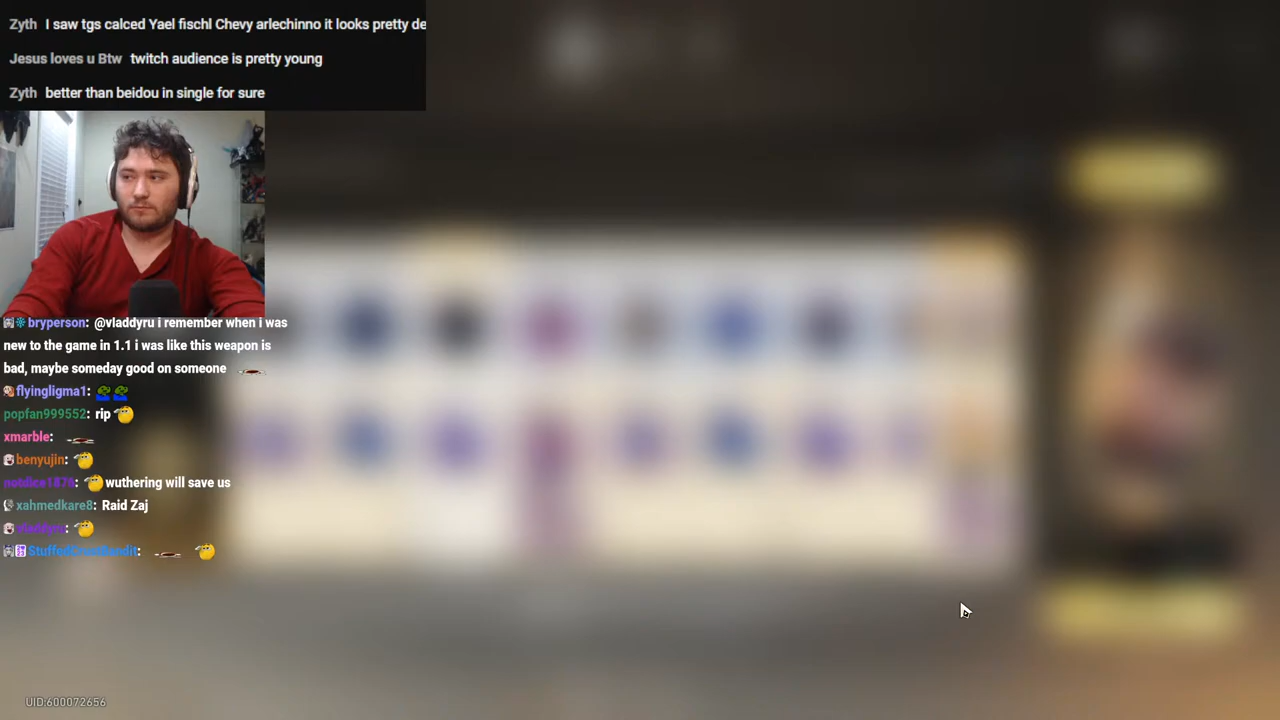 Zyth I saw tgs calced Yael fischl Chevy arlechinno it looks pretty de
Jesus loves u Btw twitch audience is pretty young
Zyth better than beidou in single for sure
bryperson: @vladdyru i remember when i was
new to the game in 1.1 i was like this weapon is
bad, maybe someday good on someone
flyingligma1:
popfan999552: rip
xmarble:
benyujin:
notdice1876: wuthering will save us
xahmedkare8: Raid Zaj
vladdyru:
StuffedCrustBandit:
UID:600072656